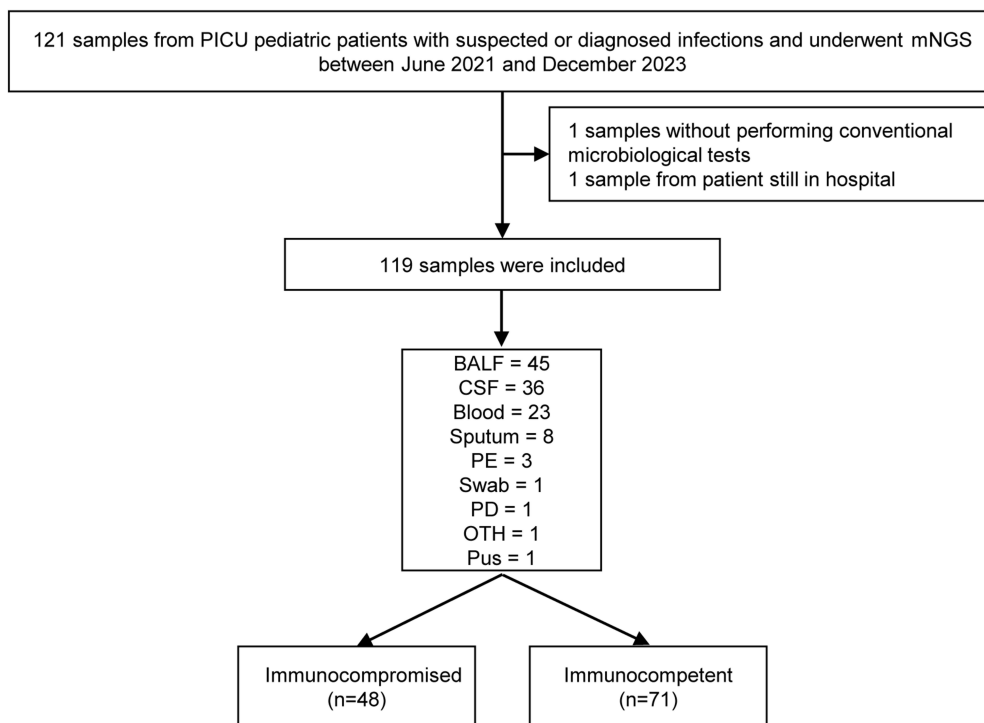 121 samples from PICU pediatric patients with suspected or diagnosed infections and underwent mNGS
between June 2021 and December 2023
1 samples without performing conventional
microbiological tests
1 sample from patient still in hospital
119 samples were included
BALF = 45
CSF = 36
Blood = 23
Sputum = 8
PE = 3
Swab = 1
PD = 1
OTH = 1
Pus = 1
Immunocompromised
(n=48)
Immunocompetent
(n=71)